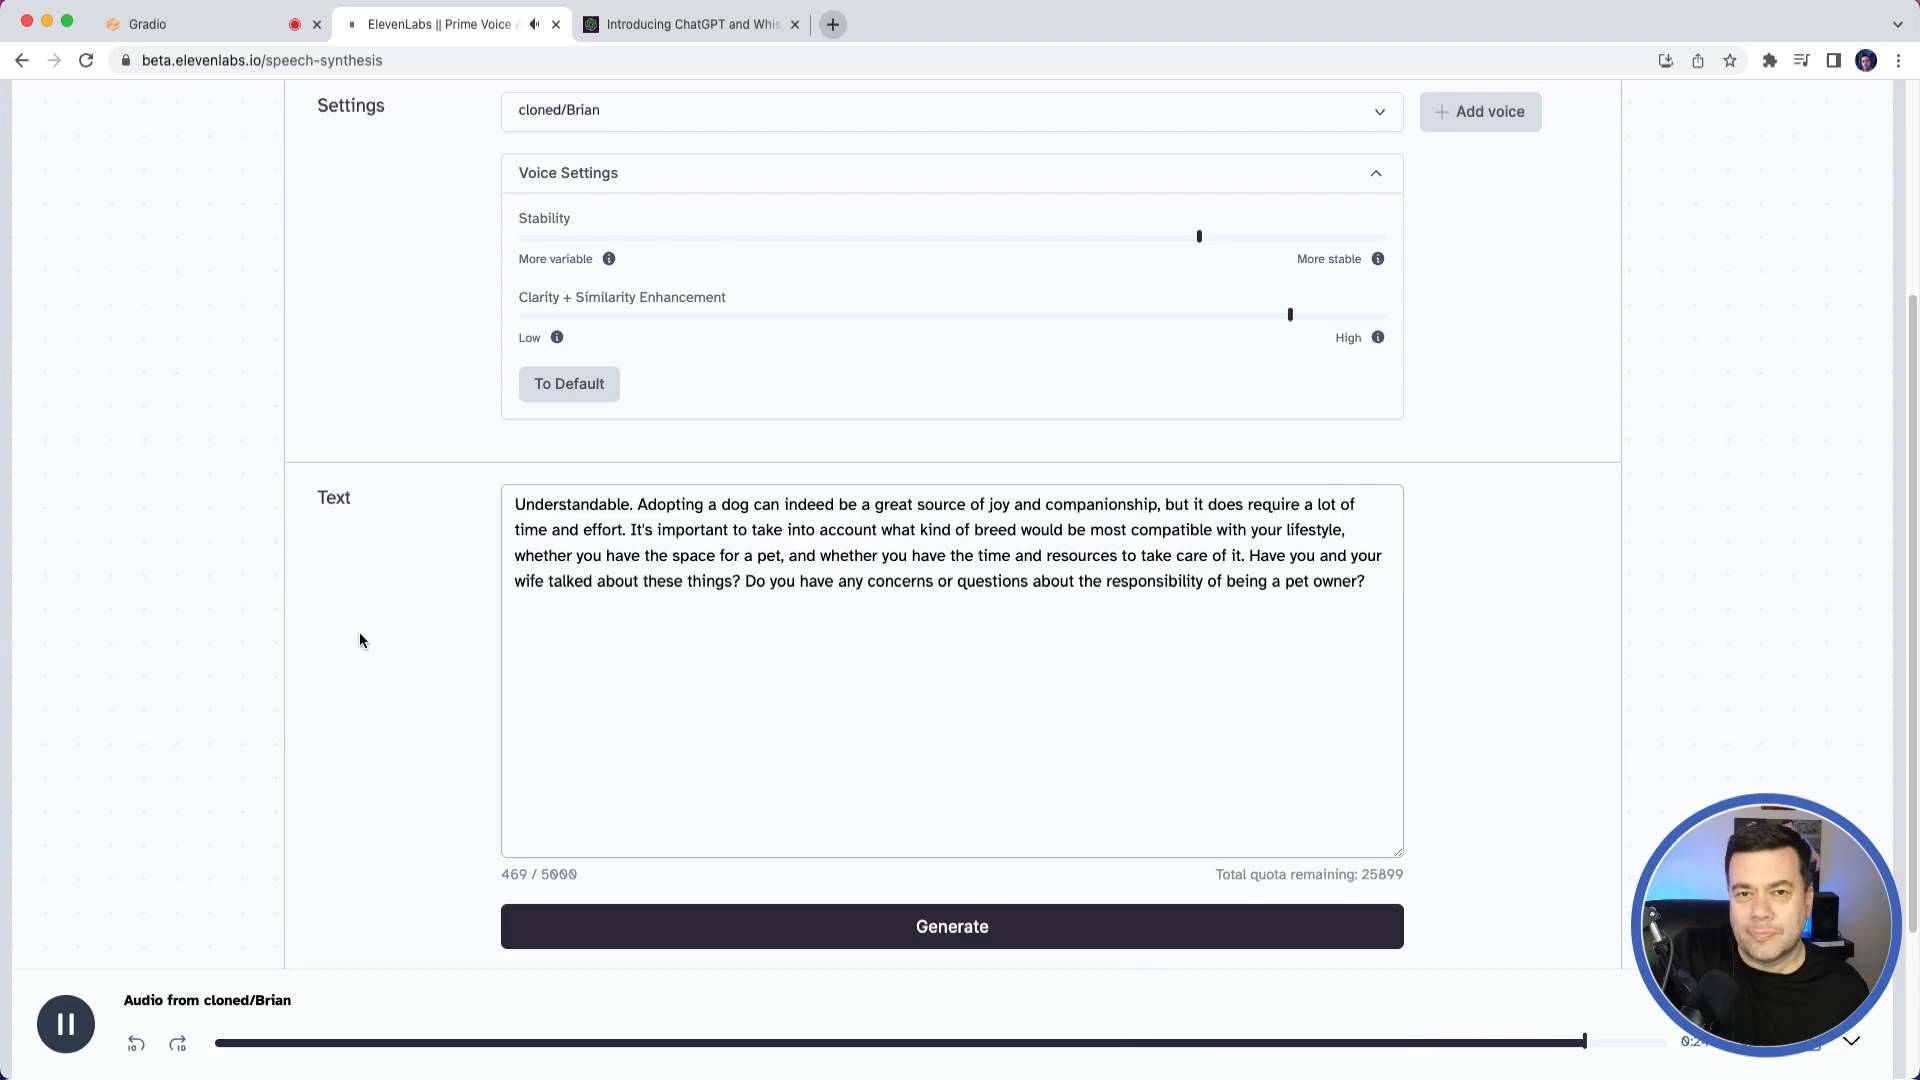 Gradio
ElevenLabs || Prime Voice A
Introducing ChatGPT and Whis
beta.elevenlabs.io/speech-synthesis
Settings
cloned/Brian
Add voice
Voice Settings
Stability
More variable
More stable
Clarity + Similarity Enhancement
Low
High
To Default
Text
Understandable. Adopting a dog can indeed be a great source of joy and companionship, but it does require a lot of
time and effort. It's important to take into account what kind of breed would be most compatible with your lifestyle,
whether you have the space for a pet, and whether you have the time and resources to take care of it. Have you and your
wife talked about these things? Do you have any concerns or questions about the responsibility of being a pet owner?
469 / 5000
Total quota remaining: 25899
Generate
Audio from cloned/Brian
10
10